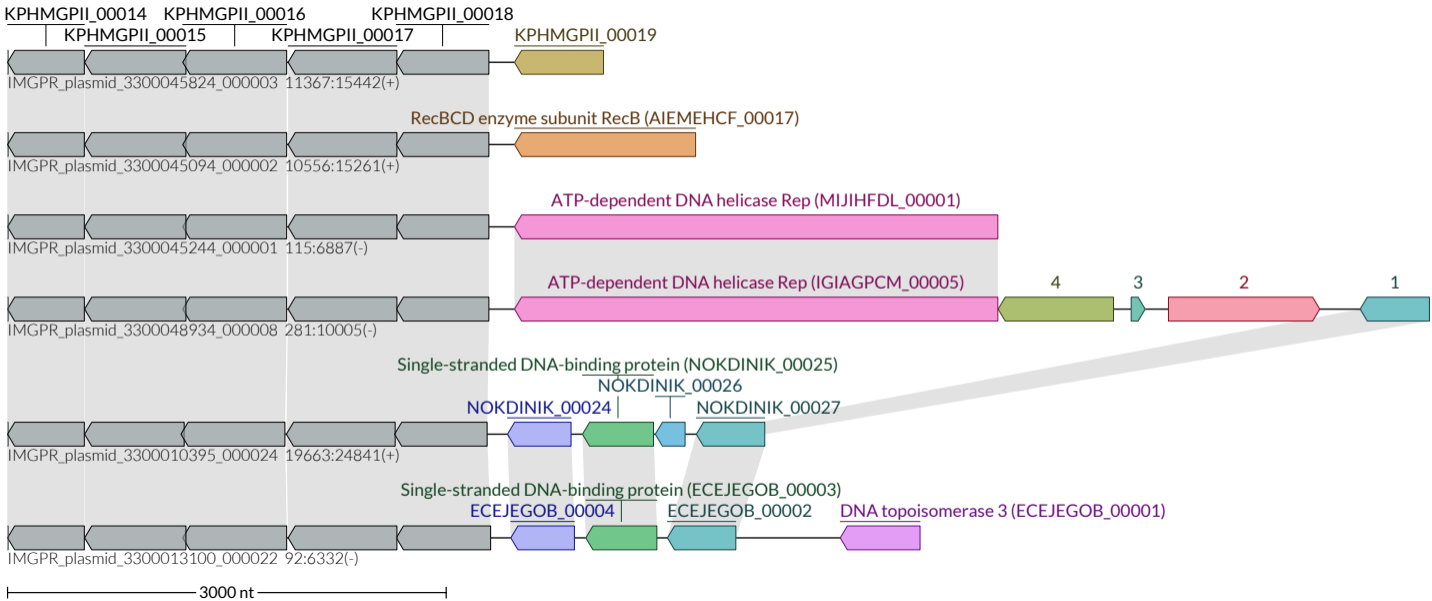 KPHMGPII_00014 KPHMGPII_00016 KPHMGPII_00018
KPHMGPII_00015 KPHMGPII_00017 KPHMGPII_00019
IMGPR_plasmid_3300045824_000003 11367:15442(+)
RecBCD enzyme subunit RecB (AIEMEHCF_00017)
IMGPR_plasmid_3300045094_000002 10556:15261(+)
ATP-dependent DNA helicase Rep (MIJIHFDL_00001)
IMGPR_plasmid_3300045244_000001 115:6887(-)
ATP-dependent DNA helicase Rep (IGIAGPCM_00005) 4 3 2 1
IMGPR_plasmid_3300048934_000008 281:10005(-)
Single-stranded DNA-binding protein (NOKDINIK_00025)
NOKDINIK_00026
NOKDINIK_00024 NOKDINIK_00027
IMGPR_plasmid_3300010395_000024 19663:24841(+)
Single-stranded DNA-binding protein (ECEJEGOB_00003)
ECEJEGOB_00004 ECEJEGOB_00002 DNA topoisomerase 3 (ECEJEGOB_00001)
IMGPR_plasmid_3300013100_000022 92:6332(-)
3000 nt